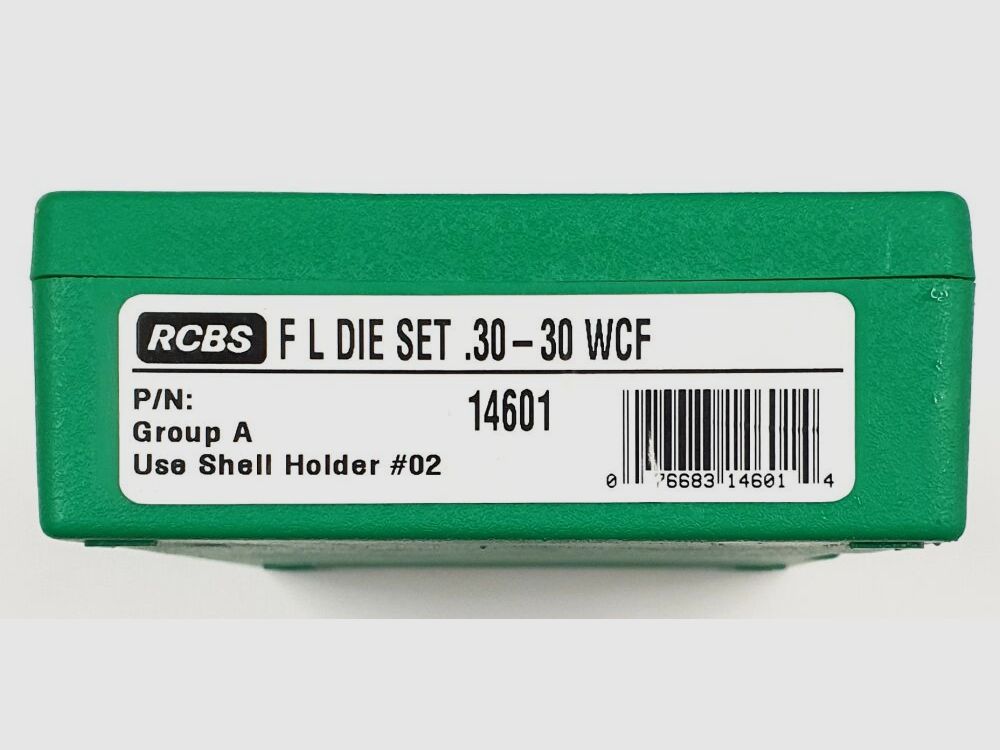 RCBS F L DIE SET .30-30 WCF
P/N: 14601
Group A
Use Shell Holder #02
0 76683 14601 4